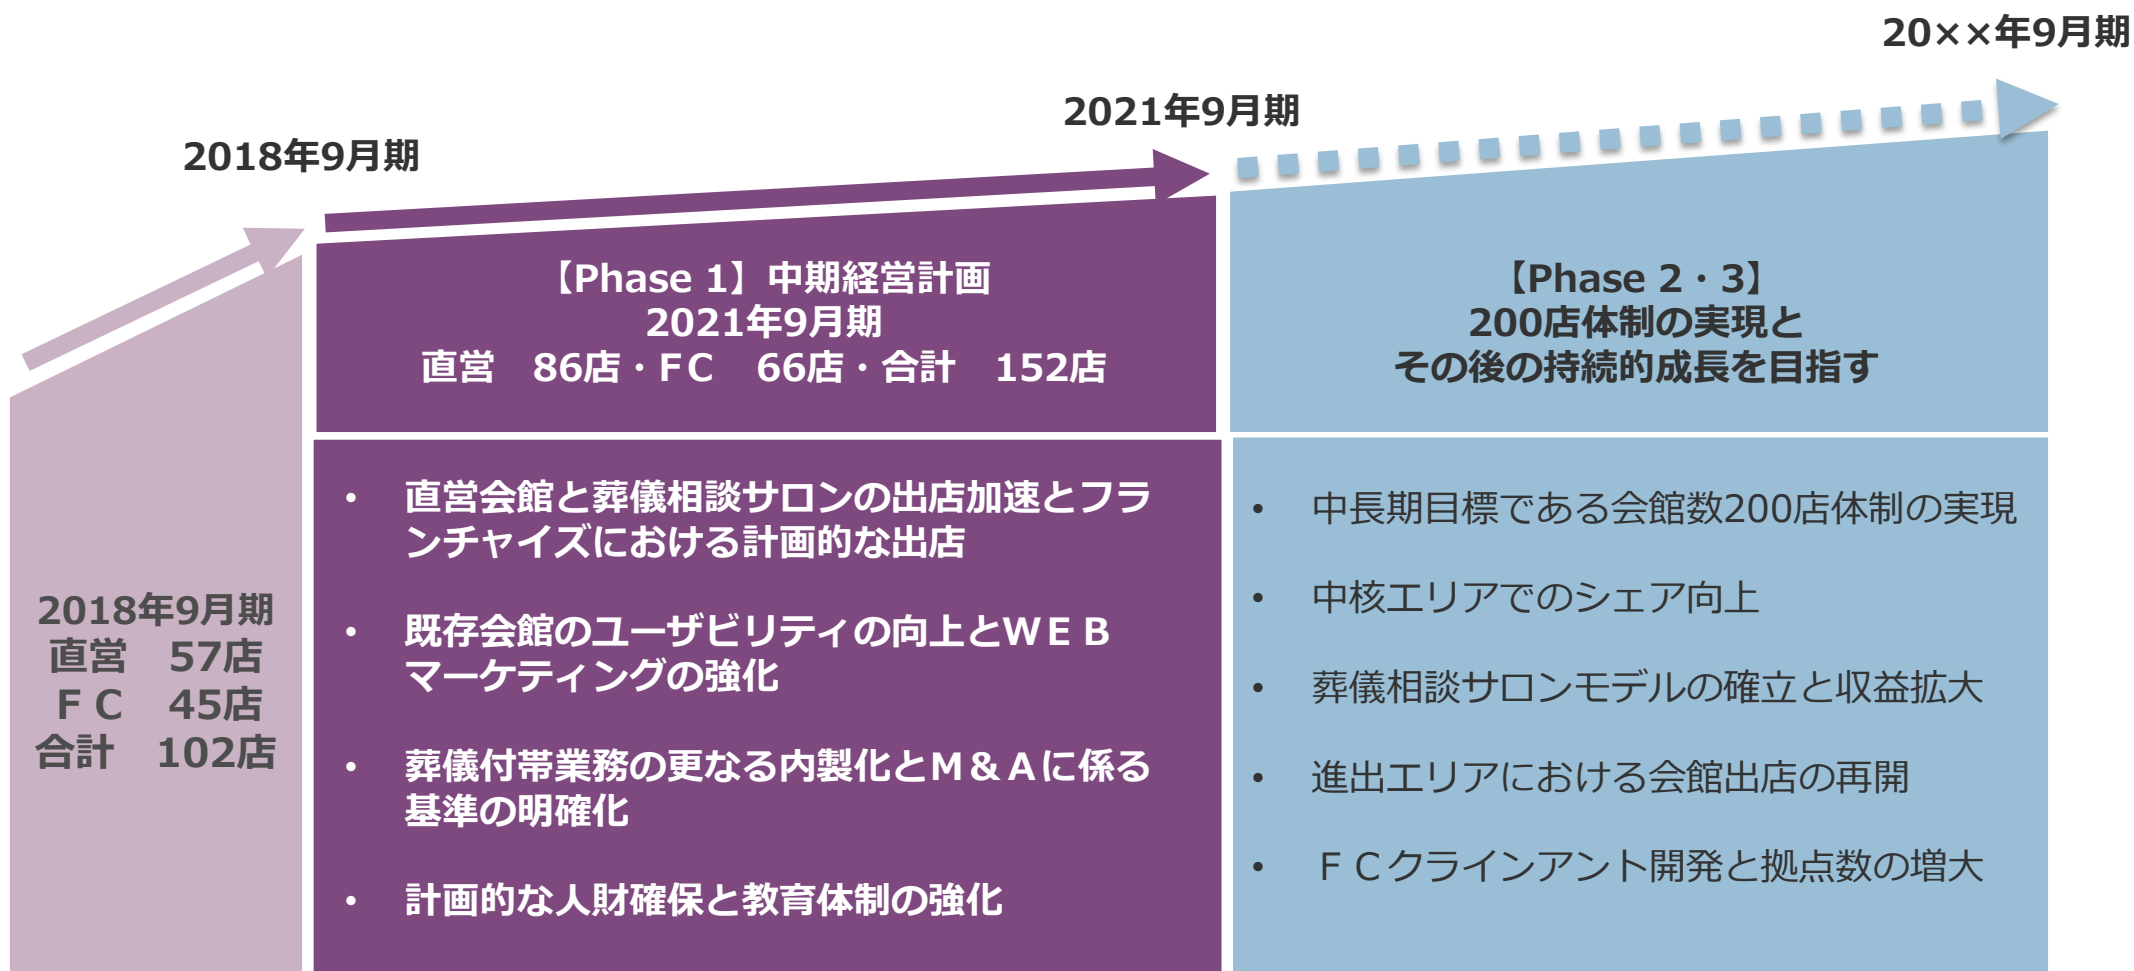 20××年9月期
2021年9月期
2018年9月期
2018年9月期
直営　57店
ＦＣ　45店
合計　102店
【Phase 1】中期経営計画
2021年9月期
直営　86店・FC　66店・合計　152店
• 直営会館と葬儀相談サロンの出店加速とフラ
ンチャイズにおける計画的な出店
• 既存会館のユーザビリティの向上とWＥＢ
マーケティングの強化
• 葬儀付帯業務の更なる内製化とM＆Ａに係る
基準の明確化
• 計画的な人財確保と教育体制の強化
【Phase 2・3】
200店体制の実現と
その後の持続的成長を目指す
• 中長期目標である会館数200店体制の実現
• 中核エリアでのシェア向上
• 葬儀相談サロンモデルの確立と収益拡大
• 進出エリアにおける会館出店の再開
• ＦＣクラインアント開発と拠点数の増大